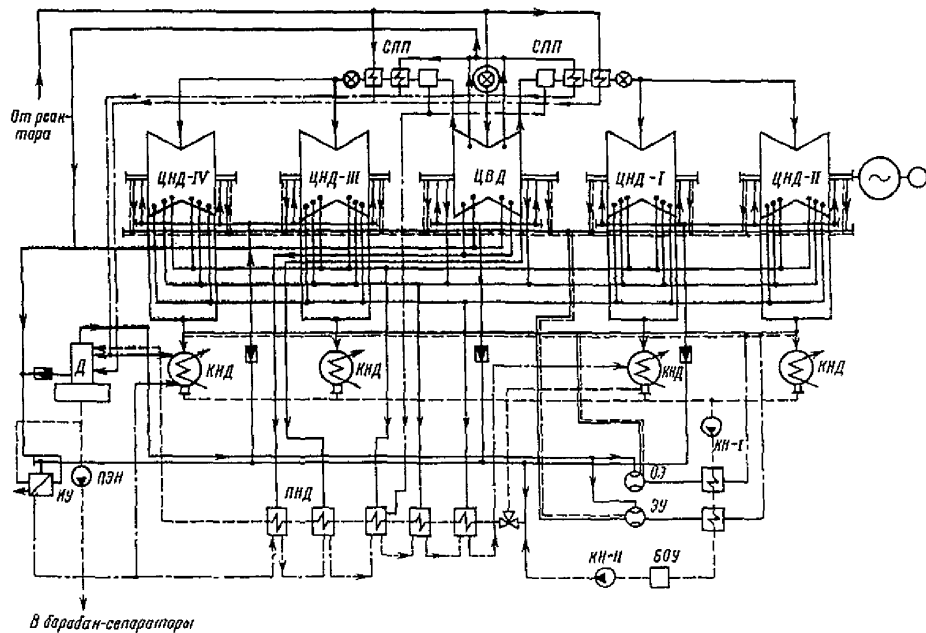 СПП
СПП
От реак-
тора
ЦНД-IV
ЦНД-III
ЦВД
ЦНД-I
ЦНД-II
Д
КНД
КНД
КНД
КНД
КН-I
ПЭН
ИУ
ПНД
ОЭ
ЭУ
КН-II
БОУ
В барабан-сепараторы